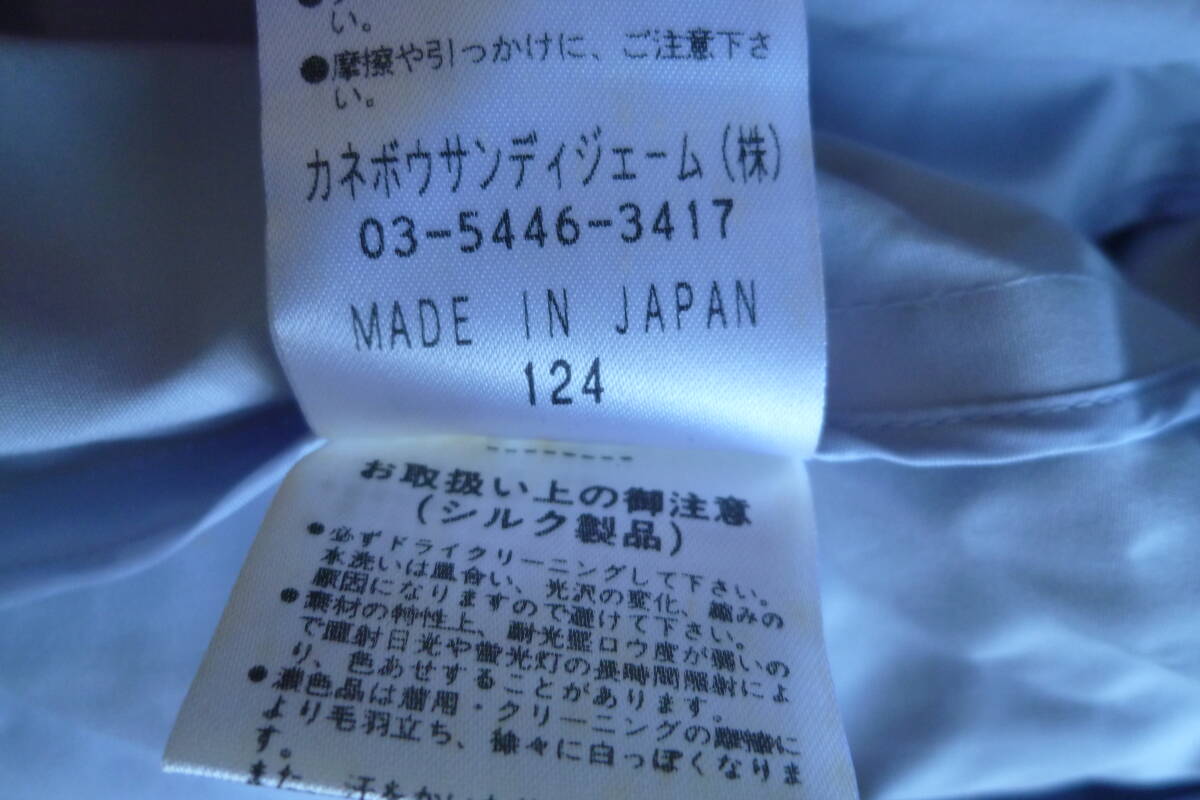 い。
●摩擦や引っかけに、ご注意下さ
い。
カネボウサンディジェーム(株)
03-5446-3417
MADE IN JAPAN
124
お取扱い上の御注意
(シルク製品)
●必ずドライクリーニングして下さい。
水洗いは風合い、光沢の変化、縮みの
原因になりますので避けて下さい。
●素材の特性上、耐光堅ロウ度が弱いの
で直射日光や蛍光灯の長時間照射によ
り、色あせすることがあります。
●濃色品は着用・クリーニングの摩擦に
より毛羽立ち、徐々に白っぽくなりま
す。
また、汗をかい